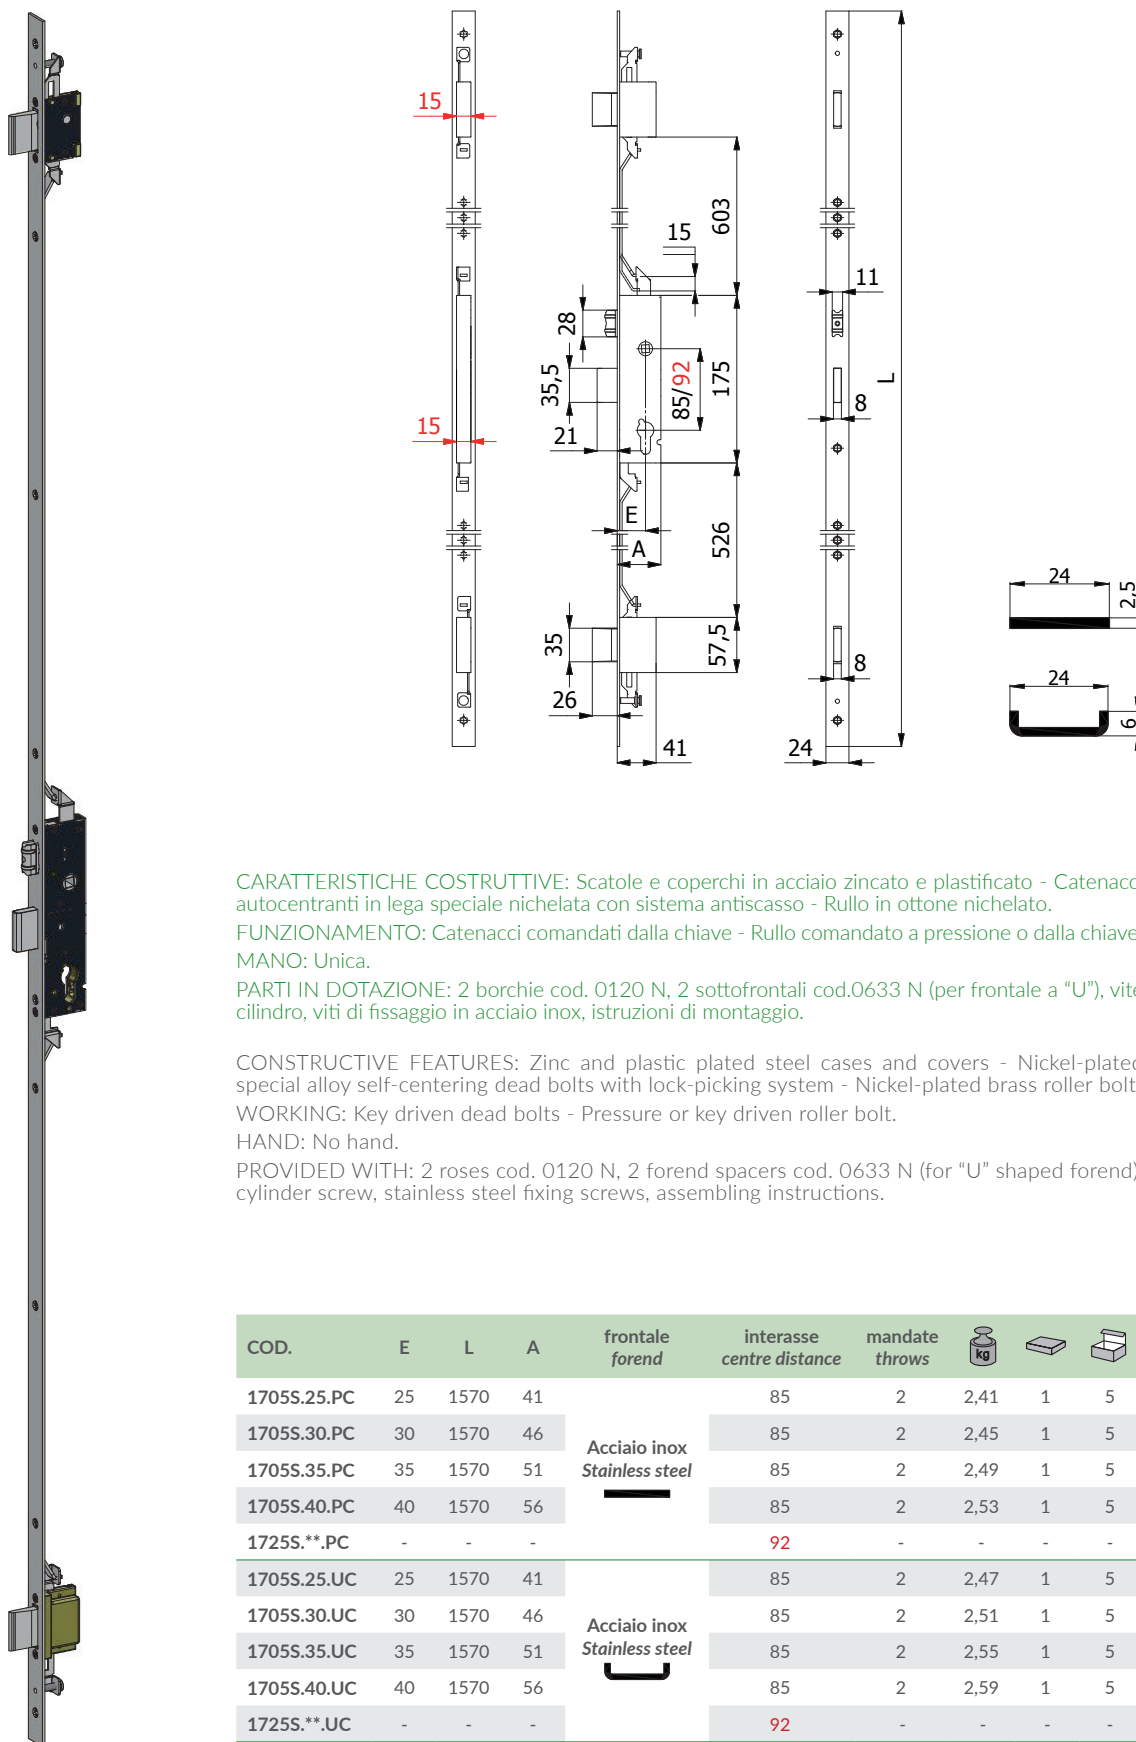 15
15
603
15
28
35,5
21
85/92
175
E
A
526
35
26
57,5
41
11
8
L
8
24
24
2,5
24
6
CARATTERISTICHE COSTRUTTIVE: Scatole e coperchi in acciaio zincato e plastificato - Catenacc
autocentranti in lega speciale nichelata con sistema antiscasso - Rullo in ottone nichelato.
FUNZIONAMENTO: Catenacci comandati dalla chiave - Rullo comandato a pressione o dalla chiave
MANO: Unica.
PARTI IN DOTAZIONE: 2 borchie cod. 0120 N, 2 sottofrontali cod.0633 N (per frontale a “U”), vite
cilindro, viti di fissaggio in acciaio inox, istruzioni di montaggio.
CONSTRUCTIVE FEATURES: Zinc and plastic plated steel cases and covers - Nickel-plated
special alloy self-centering dead bolts with lock-picking system - Nickel-plated brass roller bolt
WORKING: Key driven dead bolts - Pressure or key driven roller bolt.
HAND: No hand.
PROVIDED WITH: 2 roses cod. 0120 N, 2 forend spacers cod. 0633 N (for “U” shaped forend)
cylinder screw, stainless steel fixing screws, assembling instructions.
COD. E L A frontale forend interasse centre distance mandate throws kg
1705S.25.PC 25 1570 41 85 2 2,41 1 5
1705S.30.PC 30 1570 46 85 2 2,45 1 5
Acciaio inox
Stainless steel
1705S.35.PC 35 1570 51 85 2 2,49 1 5
1705S.40.PC 40 1570 56 85 2 2,53 1 5
1725S.**.PC - - - 92 - - - -
1705S.25.UC 25 1570 41 85 2 2,47 1 5
1705S.30.UC 30 1570 46 85 2 2,51 1 5
Acciaio inox
Stainless steel
1705S.35.UC 35 1570 51 85 2 2,55 1 5
1705S.40.UC 40 1570 56 85 2 2,59 1 5
1725S.**.UC - - - 92 - - - -